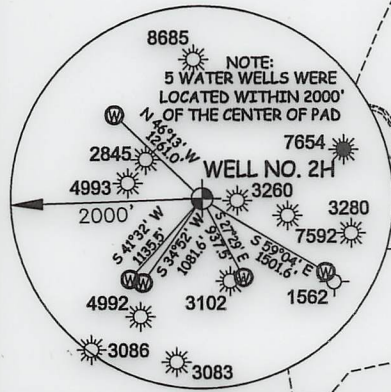 8685
NOTE:
5 WATER WELLS WERE
LOCATED WITHIN 2000'
OF THE CENTER OF PAD
W
N 46°13' W
1261.0'
7654
2845
WELL NO. 2H
4993
3260
2000'
3280
7592
S 41°32' W
1135.5'
S 34°52' W
1081.6'
S 27°29' E
937.5'
S 59°04' E
1501.6'
W
W
W
W
4992
3102
1562
3086
3083